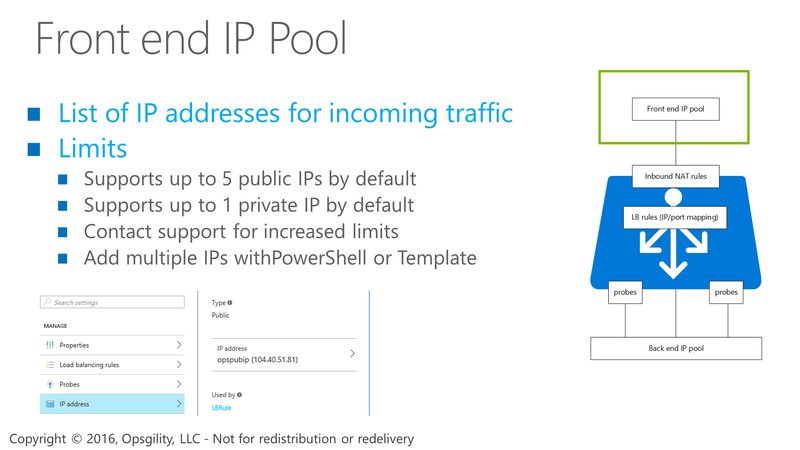 Front end IP Pool
List of IP addresses for incoming traffic
Limits
Supports up to 5 public IPs by default
Supports up to 1 private IP by default
Contact support for increased limits
Add multiple IPs withPowerShell or Template
Front end IP pool
Inbound NAT rules
LB rules (IP/port mapping)
probes
probes
Back end IP pool
Search settings
MANAGE
Properties
Load balancing rules
Probes
IP address
Type
Public
IP address
opspubip (104.40.51.81)
Used by
LBRule
Copyright © 2016, Opsgility, LLC - Not for redistribution or redelivery